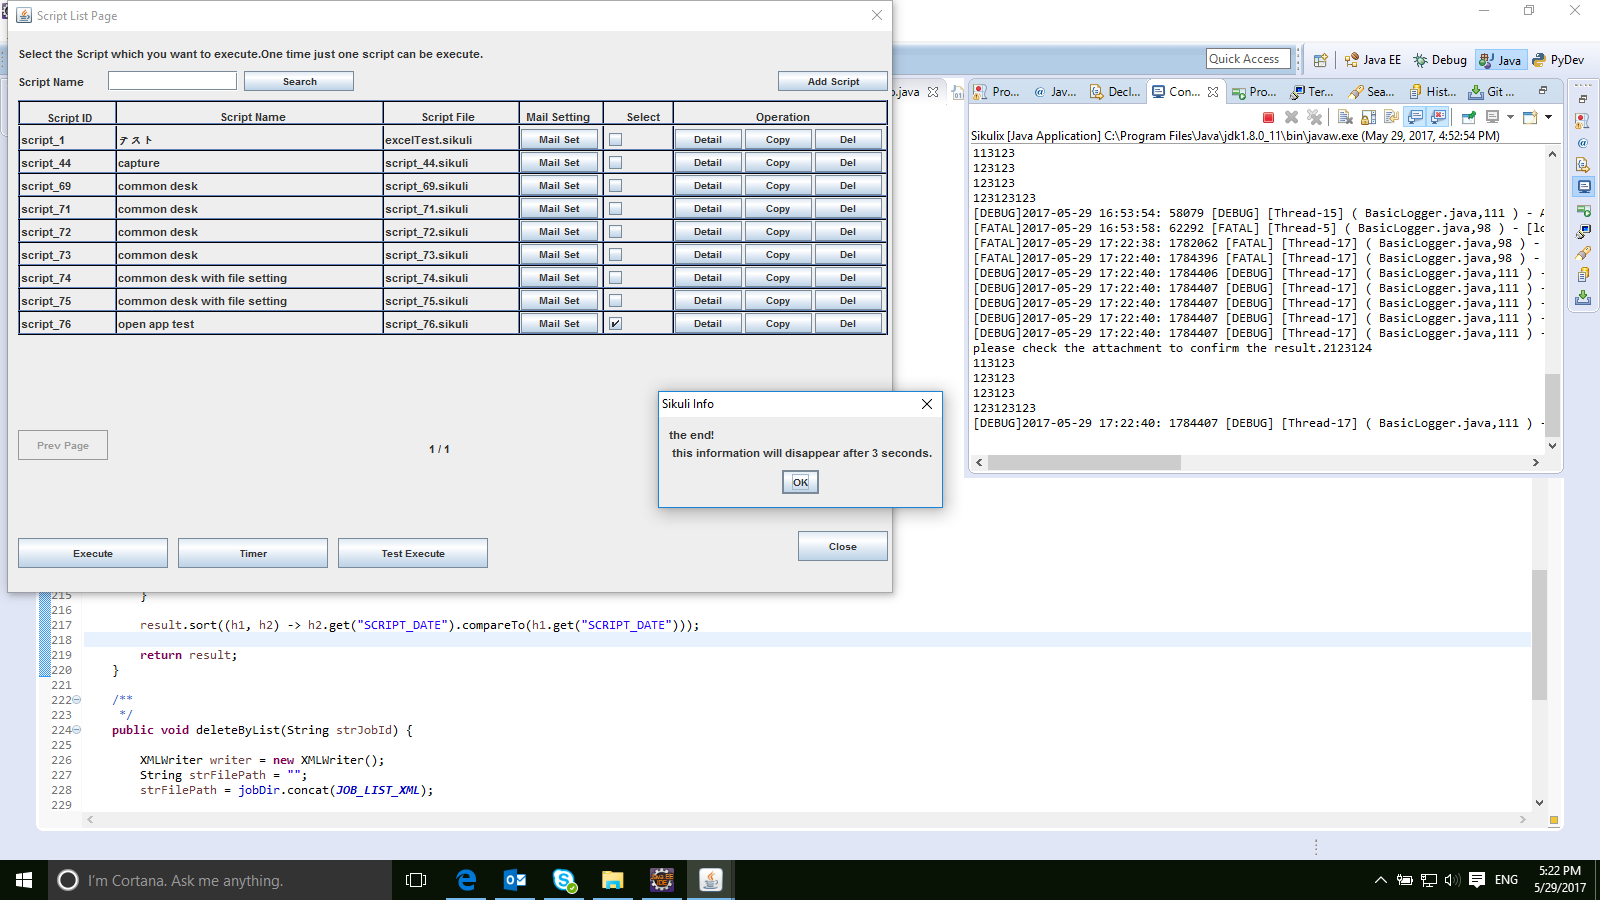 Script List Page
Select the Script which you want to execute.One time just one script can be execute.
Script Name Search Add Script
Script ID Script Name Script File Mail Setting Select Operation
script_1 テスト excelTest.sikuli Mail Set Detail Copy Del
script_44 capture script_44.sikuli Mail Set Detail Copy Del
script_69 common desk script_69.sikuli Mail Set Detail Copy Del
script_71 common desk script_71.sikuli Mail Set Detail Copy Del
script_72 common desk script_72.sikuli Mail Set Detail Copy Del
script_73 common desk script_73.sikuli Mail Set Detail Copy Del
script_74 common desk with file setting script_74.sikuli Mail Set Detail Copy Del
script_75 common desk with file setting script_75.sikuli Mail Set Detail Copy Del
script_76 open app test script_76.sikuli Mail Set Detail Copy Del
Prev Page 1 / 1
Execute Timer Test Execute Close
Sikuli Info
the end!
this information will disappear after 3 seconds.
OK
Quick Access Java EE Debug Java PyDev
.java Pro... Jav... Decl... Con... Pro... Ter... Sea... Hist... Git ...
Sikulix [Java Application] C:\Program Files\Java\jdk1.8.0_11\bin\javaw.exe (May 29, 2017, 4:52:54 PM)
113123
123123
123123
123123123
[DEBUG]2017-05-29 16:53:54: 58079 [DEBUG] [Thread-15] ( BasicLogger.java,111 ) - A
[FATAL]2017-05-29 16:53:58: 62292 [FATAL] [Thread-5] ( BasicLogger.java,98 ) - [lo
[FATAL]2017-05-29 17:22:38: 1782062 [FATAL] [Thread-17] ( BasicLogger.java,98 ) -
[FATAL]2017-05-29 17:22:40: 1784396 [FATAL] [Thread-17] ( BasicLogger.java,98 ) -
[DEBUG]2017-05-29 17:22:40: 1784406 [DEBUG] [Thread-17] ( BasicLogger.java,111 ) -
[DEBUG]2017-05-29 17:22:40: 1784407 [DEBUG] [Thread-17] ( BasicLogger.java,111 ) -
[DEBUG]2017-05-29 17:22:40: 1784407 [DEBUG] [Thread-17] ( BasicLogger.java,111 ) -
[DEBUG]2017-05-29 17:22:40: 1784407 [DEBUG] [Thread-17] ( BasicLogger.java,111 ) -
[DEBUG]2017-05-29 17:22:40: 1784407 [DEBUG] [Thread-17] ( BasicLogger.java,111 ) -
please check the attachment to confirm the result.2123124
113123
123123
123123
123123123
[DEBUG]2017-05-29 17:22:40: 1784407 [DEBUG] [Thread-17] ( BasicLogger.java,111 ) -
215 }
216
217 result.sort((h1, h2) -> h2.get("SCRIPT_DATE").compareTo(h1.get("SCRIPT_DATE")));
218
219 return result;
220 }
221
222 /**
223 */
224 public void deleteByList(String strJobId) {
225
226 XMLWriter writer = new XMLWriter();
227 String strFilePath = "";
228 strFilePath = jobDir.concat(JOB_LIST_XML);
229
I'm Cortana. Ask me anything.
ENG
5:22 PM
5/29/2017